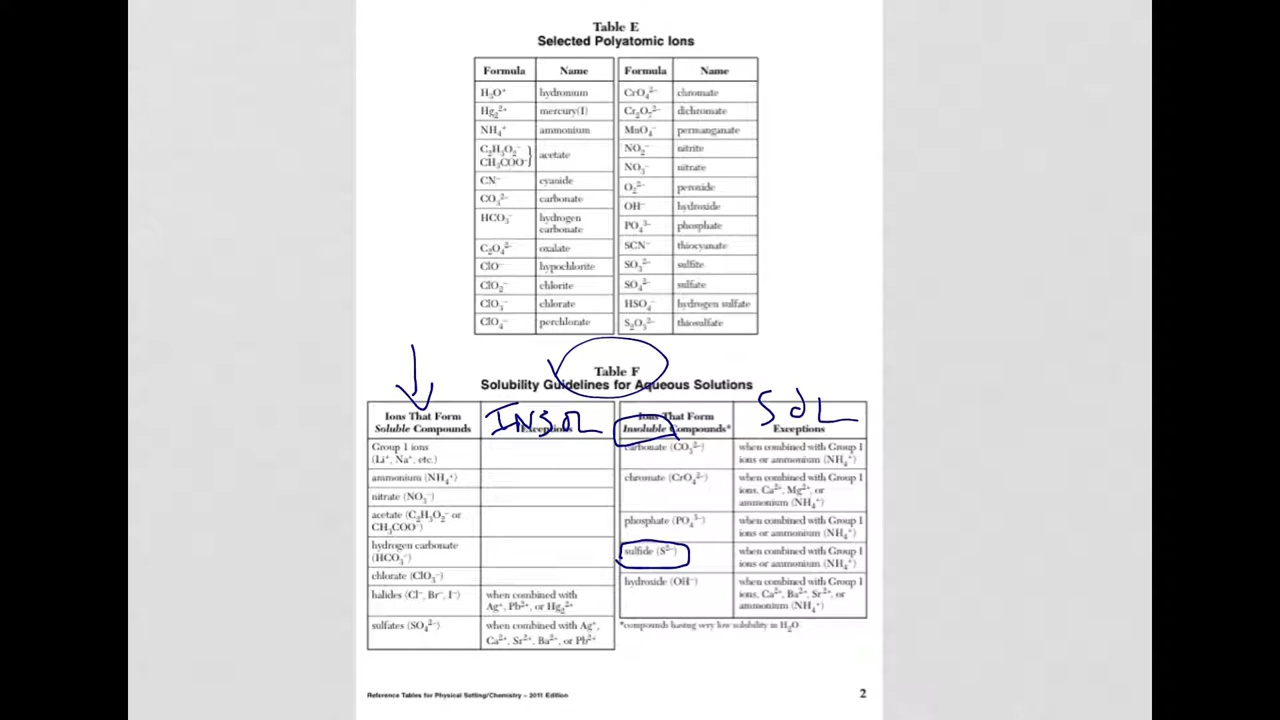 Table E
Selected Polyatomic Ions
Formula Name Formula Name
H₃O⁺ hydronium CrO₄²⁻ chromate
Hg₂²⁺ mercury(I) Cr₂O₇²⁻ dichromate
NH₄⁺ ammonium MnO₄⁻ permanganate
C₂H₃O₂⁻ NO₂⁻ nitrite
CH₃COO⁻} acetate NO₃⁻ nitrate
CN⁻ cyanide O₂²⁻ peroxide
CO₃²⁻ carbonate OH⁻ hydroxide
HCO₃⁻ hydrogen PO₄³⁻ phosphate
carbonate SCN⁻ thiocyanate
C₂O₄²⁻ oxalate SO₃²⁻ sulfite
ClO⁻ hypochlorite SO₄²⁻ sulfate
ClO₂⁻ chlorite HSO₄⁻ hydrogen sulfate
ClO₃⁻ chlorate S₂O₃²⁻ thiosulfate
ClO₄⁻ perchlorate
Table F
Solubility Guidelines for Aqueous Solutions
Ions That Form
Soluble Compounds
INSOL
Exceptions
Ions That Form
Insoluble Compounds*
SOL
Exceptions
Group 1 ions
(Li⁺, Na⁺, etc.)
ammonium (NH₄⁺)
nitrate (NO₃⁻)
acetate (C₂H₃O₂⁻ or
CH₃COO⁻)
hydrogen carbonate
(HCO₃⁻)
chlorate (ClO₃⁻)
halides (Cl⁻, Br⁻, I⁻) when combined with
Ag⁺, Pb²⁺, or Hg₂²⁺
sulfates (SO₄²⁻) when combined with Ag⁺,
Ca²⁺, Sr²⁺, Ba²⁺, or Pb²⁺
carbonate (CO₃²⁻) when combined with Group 1
ions or ammonium (NH₄⁺)
chromate (CrO₄²⁻) when combined with Group 1
ions, Ca²⁺, Mg²⁺, or
ammonium (NH₄⁺)
phosphate (PO₄³⁻) when combined with Group 1
ions or ammonium (NH₄⁺)
sulfide (S²⁻) when combined with Group 1
ions or ammonium (NH₄⁺)
hydroxide (OH⁻) when combined with Group 1
ions, Ca²⁺, Ba²⁺, Sr²⁺, or
ammonium (NH₄⁺)
*compounds having very low solubility in H₂O
Reference Tables for Physical Setting/Chemistry – 2011 Edition
2